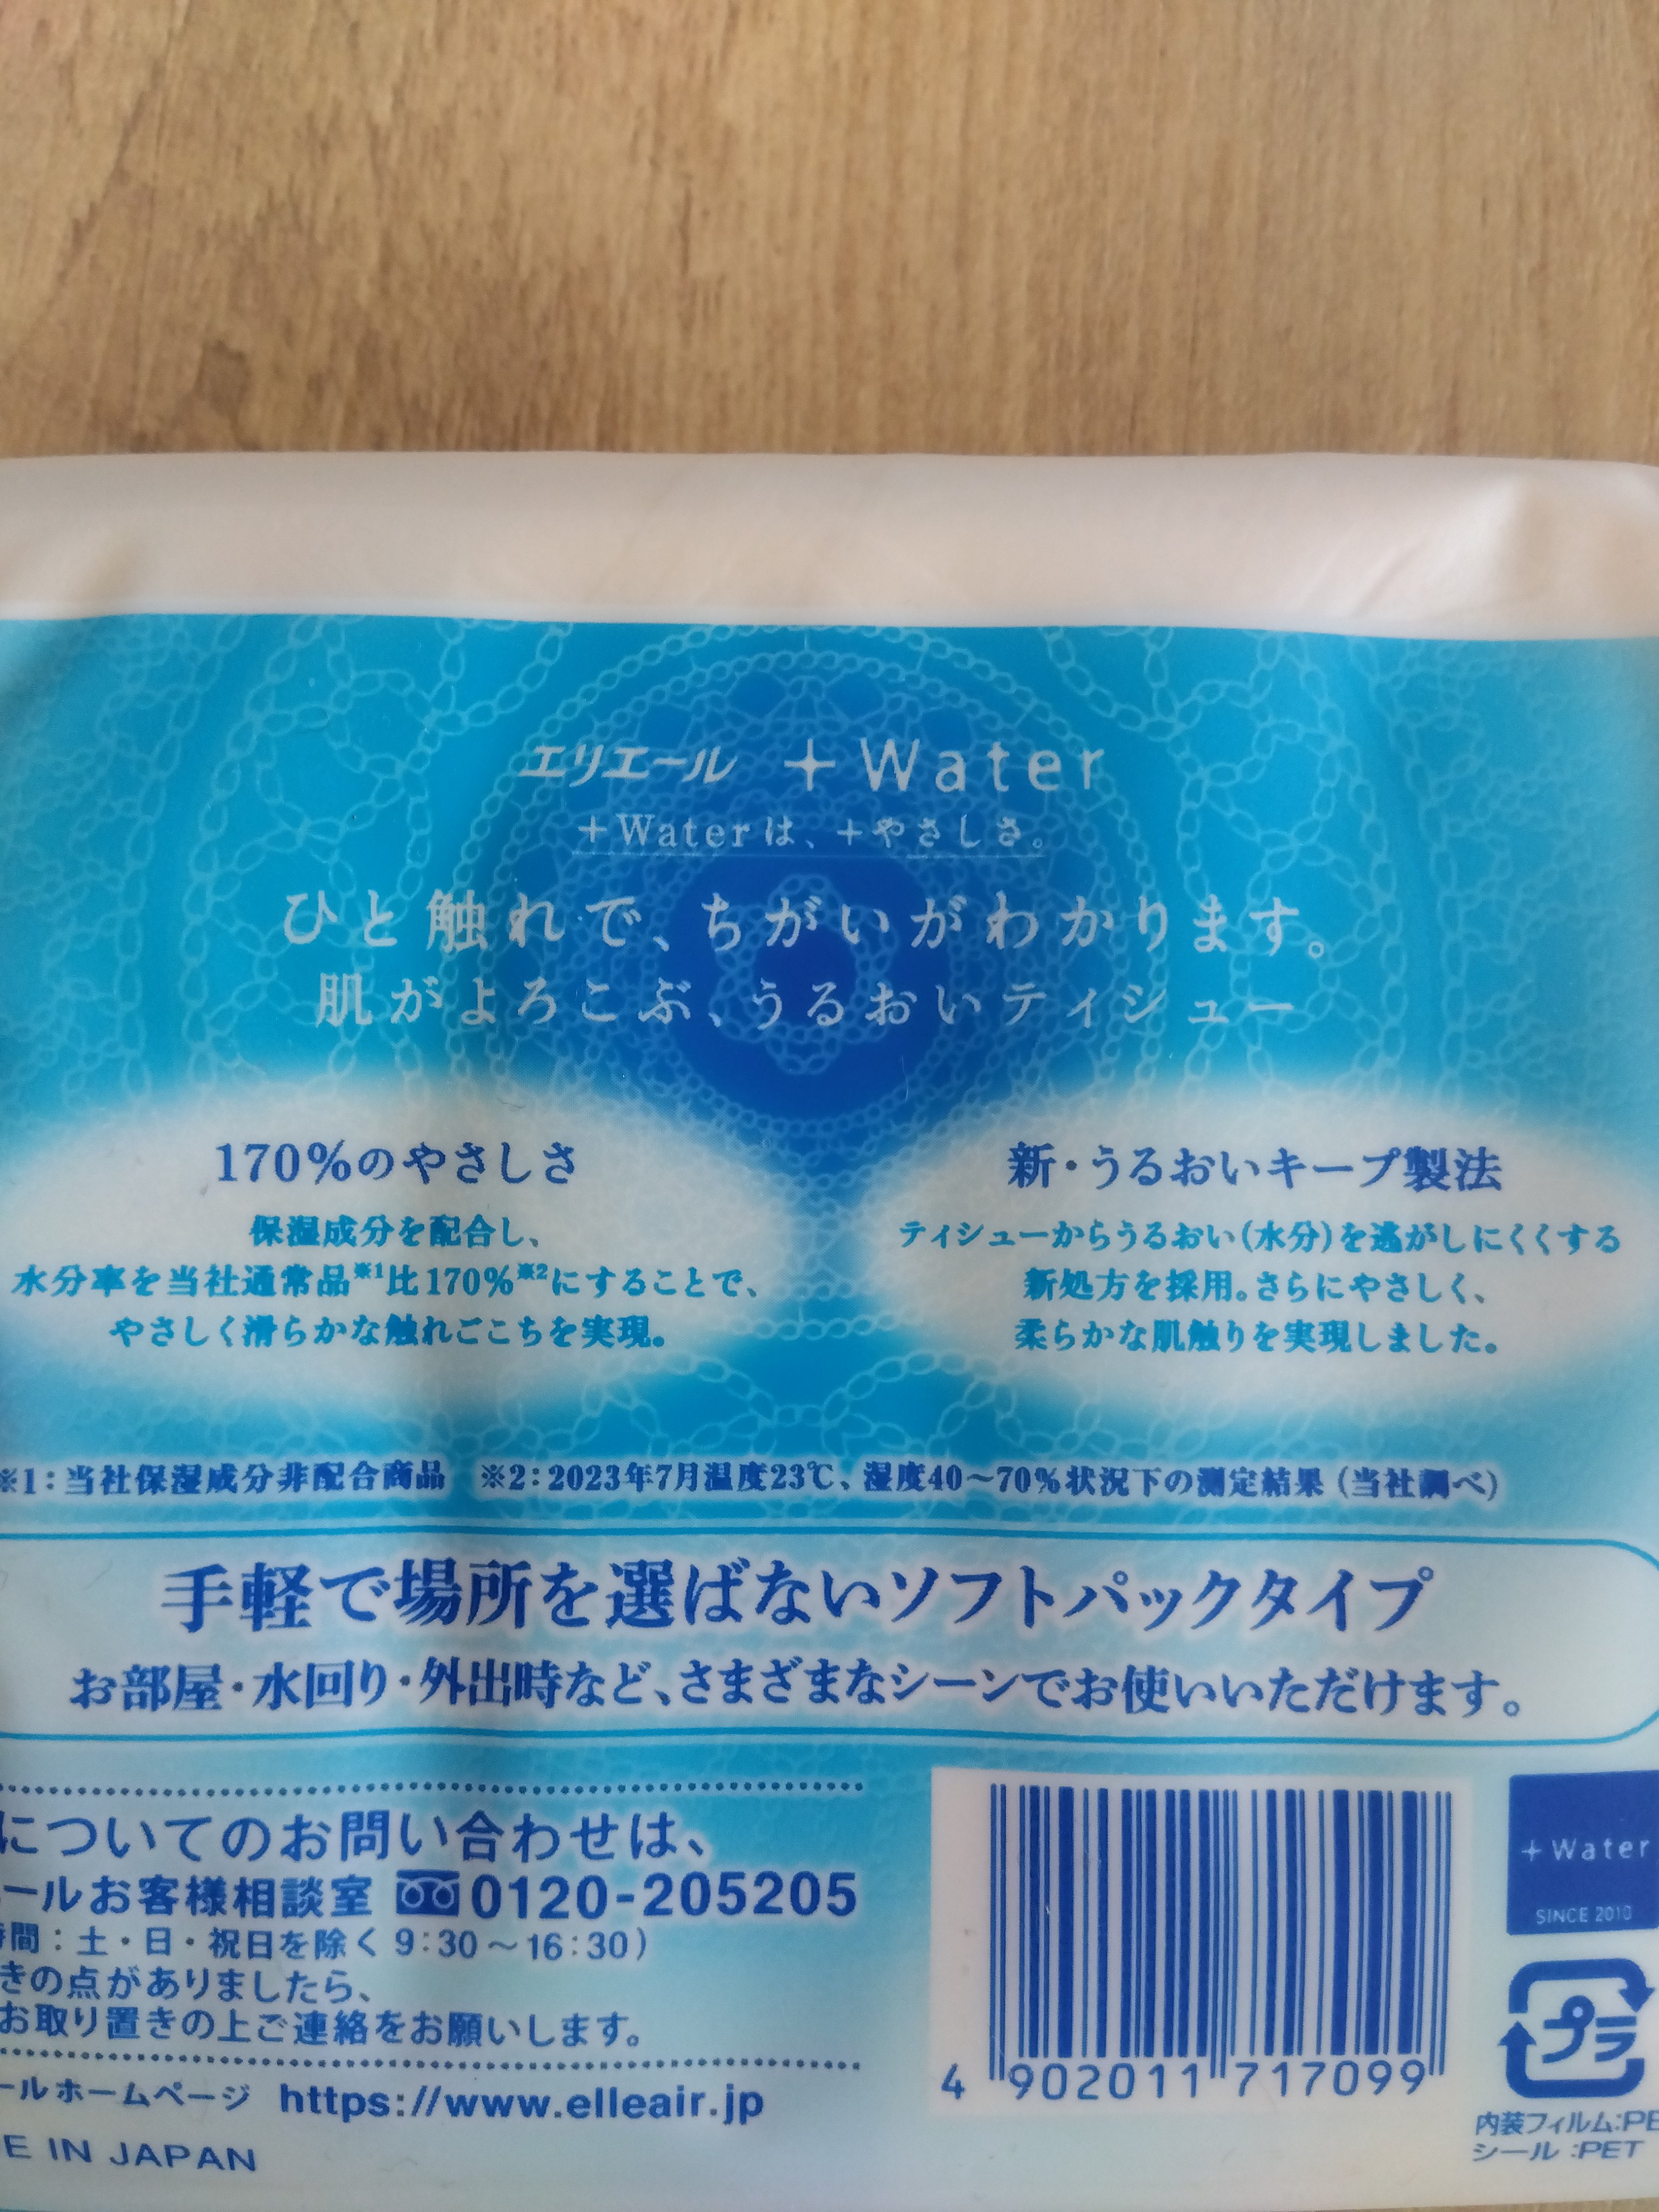 エリエール +Water
+Waterは、+やさしさ。
ひと触れで、ちがいがわかります。
肌がよろこぶ、うるおいティシュー
170%のやさしさ
保湿成分を配合し、
水分率を当社通常品※1比170%※2にすることで、
やさしく滑らかな触れごこちを実現。
新・うるおいキープ製法
ティシューからうるおい(水分)を逃がしにくくする
新処方を採用。さらにやさしく、
柔らかな肌触りを実現しました。
※1:当社保湿成分非配合商品 ※2:2023年7月温度23℃、湿度40〜70%状況下の測定結果(当社調べ)
手軽で場所を選ばないソフトパックタイプ
お部屋・水回り・外出時など、さまざまなシーンでお使いいただけます。
についてのお問い合わせは、
ールお客様相談室 0120-205205
時間:土・日・祝日を除く 9:30〜16:30)
きの点がありましたら、
お取り置きの上ご連絡をお願いします。
ールホームページ https://www.elleair.jp
E IN JAPAN
4 902011 717099
+Water
SINCE 2010
プラ
内装フィルム:PE
シール :PET